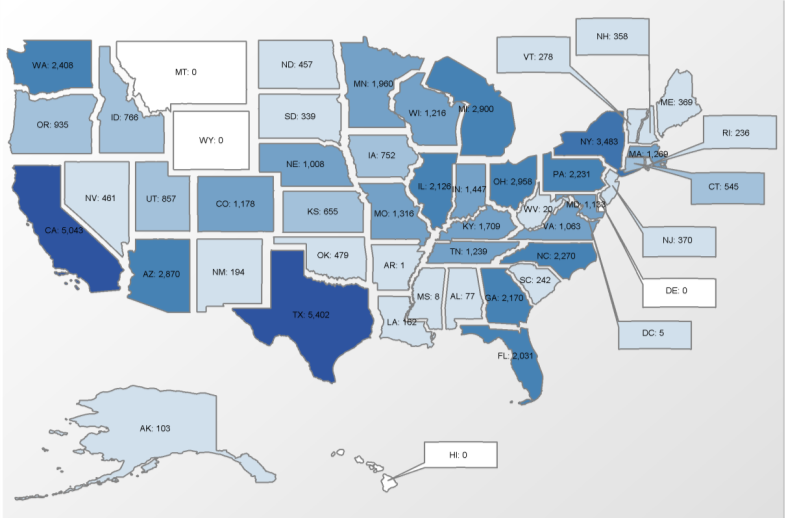 NH: 358
VT: 278
WA: 2,408
MT: 0
ND: 457
MN: 1,960
ME: 369
OR: 935
ID: 766
SD: 339
WI: 1,216
MI: 2,900
RI: 236
WY: 0
NY: 3,483
MA: 1,269
IA: 752
NE: 1,008
PA: 2,231
CT: 545
NV: 461
UT: 857
CO: 1,178
IL: 2,126
IN: 1,447
OH: 2,958
KS: 655
MO: 1,316
WV: 20
MD: 1,133
CA: 5,043
KY: 1,709
VA: 1,063
NJ: 370
OK: 479
TN: 1,239
NC: 2,270
AZ: 2,870
NM: 194
AR: 1
SC: 242
DE: 0
MS: 8
AL: 77
GA: 2,170
TX: 5,402
LA: 162
DC: 5
FL: 2,031
AK: 103
HI: 0